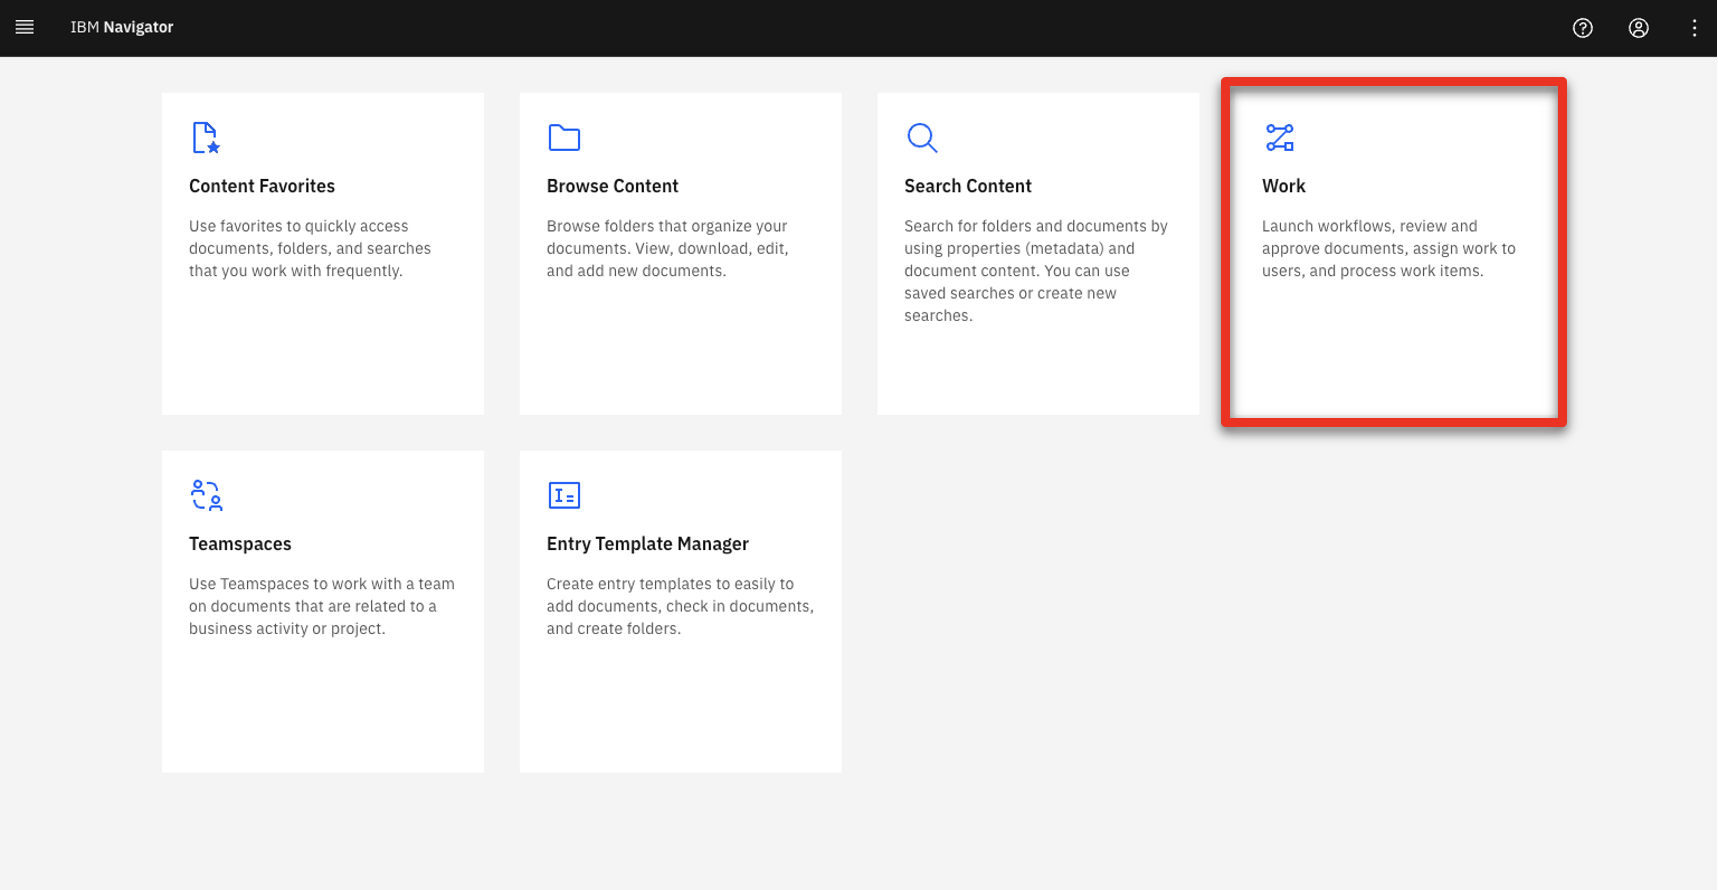 IBM Navigator
Content Favorites
Use favorites to quickly access
documents, folders, and searches
that you work with frequently.
Browse Content
Browse folders that organize your
documents. View, download, edit,
and add new documents.
Search Content
Search for folders and documents by
using properties (metadata) and
document content. You can use
saved searches or create new
searches.
Work
Launch workflows, review and
approve documents, assign work to
users, and process work items.
Teamspaces
Use Teamspaces to work with a team
on documents that are related to a
business activity or project.
Entry Template Manager
Create entry templates to easily to
add documents, check in documents,
and create folders.